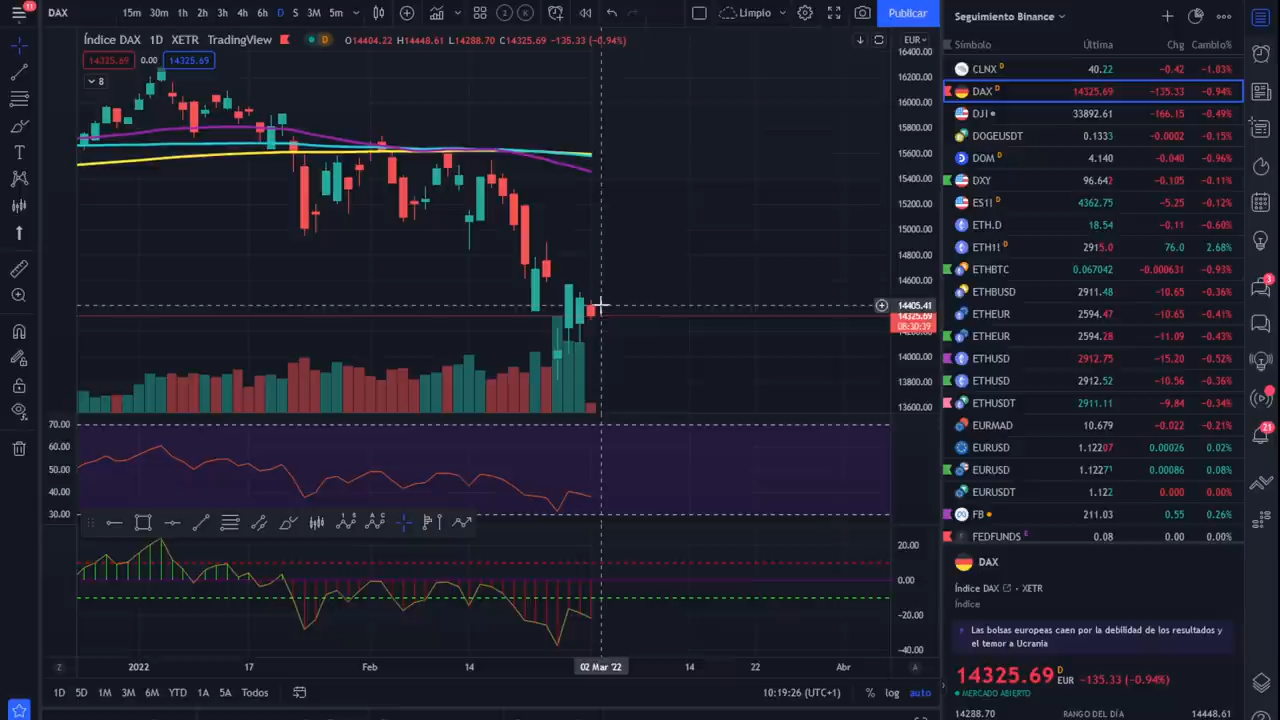 11
DAX
15m 30m 1h 2h 3h 4h 6h D S 3M 5m
2
K
Limpio
Publicar
Índice DAX 1D XETR TradingView
D
O14404.22 H14448.61 L14288.70 C14325.69 −135.33 (−0.94%)
EUR
14325.69 0.00 14325.69
8
16400.00
16200.00
16000.00
15800.00
15600.00
15400.00
15200.00
15000.00
14800.00
14600.00
14405.41
14325.69
08:30:39
14000.00
13800.00
13600.00
70.00
60.00
50.00
40.00
30.00
20.00
0.00
−20.00
−40.00
Z
2022 17 Feb 14 02 Mar '22 14 22 Abr
A
1D 5D 1M 3M 6M YTD 1A 5A Todos
10:19:26 (UTC+1)
% log auto
Seguimiento Binance
Símbolo Última Chg Cambio%
CLNX D 40.22 −0.42 −1.03%
DAX D 14325.69 −135.33 −0.94%
DJI 33892.61 −166.15 −0.49%
DOGEUSDT 0.1333 −0.0002 −0.15%
DOM D 4.140 −0.040 −0.96%
DXY 96.642 −0.105 −0.11%
ES1! D 4362.75 −5.25 −0.12%
ETH.D 18.54 −0.11 −0.60%
ETH1! D 2915.0 76.0 2.68%
ETHBTC 0.067042 −0.000631 −0.93%
ETHBUSD 2911.48 −10.65 −0.36%
ETHEUR 2594.47 −10.65 −0.41%
ETHEUR 2594.28 −11.09 −0.43%
ETHUSD 2912.75 −15.20 −0.52%
ETHUSD 2912.52 −10.56 −0.36%
ETHUSDT 2911.11 −9.84 −0.34%
EURMAD 10.679 −0.022 −0.21%
EURUSD 1.12207 0.00026 0.02%
EURUSD 1.12271 0.00086 0.08%
EURUSDT 1.122 0.000 0.00%
FB 211.03 0.55 0.26%
FEDFUNDS E 0.08 0.00 0.00%
DAX
Índice DAX • XETR
Índice
Las bolsas europeas caen por la debilidad de los resultados y
el temor a Ucrania
14325.69 D EUR −135.33 (−0.94%)
MERCADO ABIERTO
14288.70 RANGO DEL DÍA 14448.61
3
21